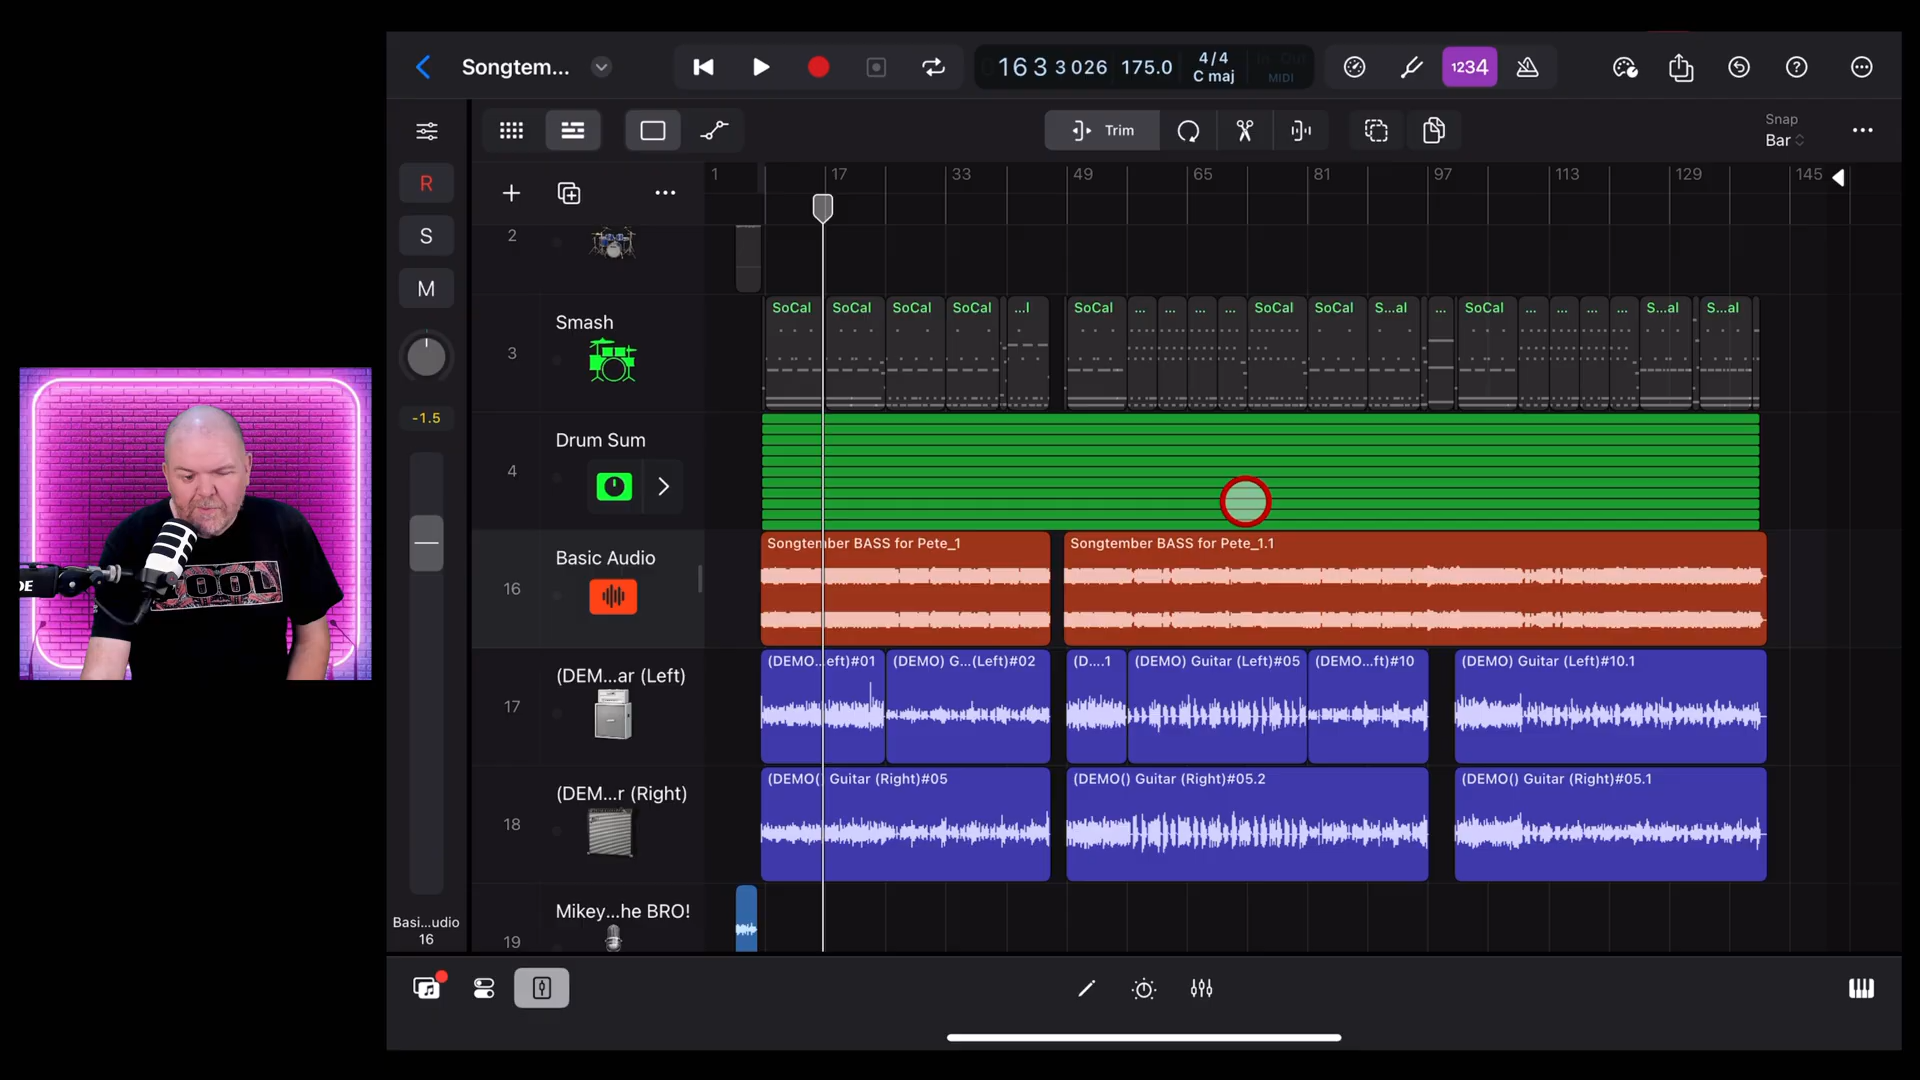 Songtem...
16 3 3 026
175.0
4/4
C maj
In Out
MIDI
1234
Trim
Snap
Bar
R
S
M
-1.5
1
17
33
49
65
81
97
113
129
145
2
3
Smash
SoCal
SoCal
SoCal
SoCal
...l
SoCal
...
...
...
...
SoCal
SoCal
S...al
...
SoCal
...
...
...
...
S...al
S...al
4
Drum Sum
16
Basic Audio
Songtember BASS for Pete_1
Songtember BASS for Pete_1.1
17
(DEM...ar (Left)
(DEMO...eft)#01
(DEMO) G...(Left)#02
(D....1
(DEMO) Guitar (Left)#05
(DEMO...ft)#10
(DEMO) Guitar (Left)#10.1
18
(DEM...r (Right)
(DEMO() Guitar (Right)#05
(DEMO() Guitar (Right)#05.2
(DEMO() Guitar (Right)#05.1
19
Mikey...he BRO!
Basi...udio
16
DE
TOOL